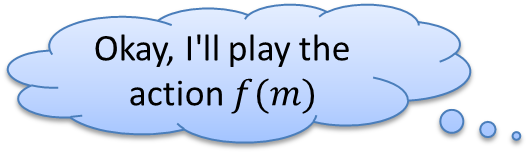 Okay, I'll play the
action f(m)